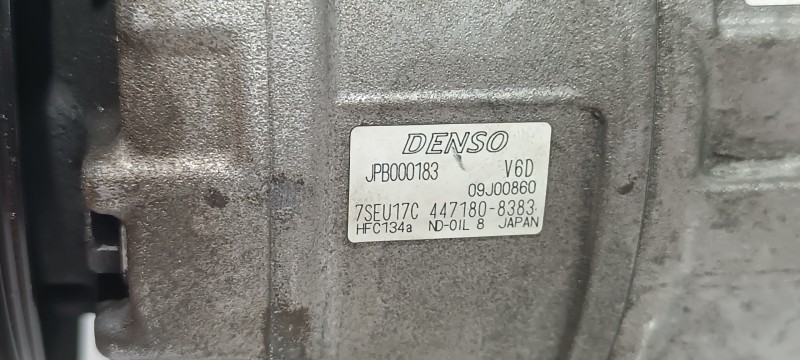 DENSO
JPB000183 V6D
09J00860
7SEU17C 447180-8383
HFC134a ND-OIL 8 JAPAN